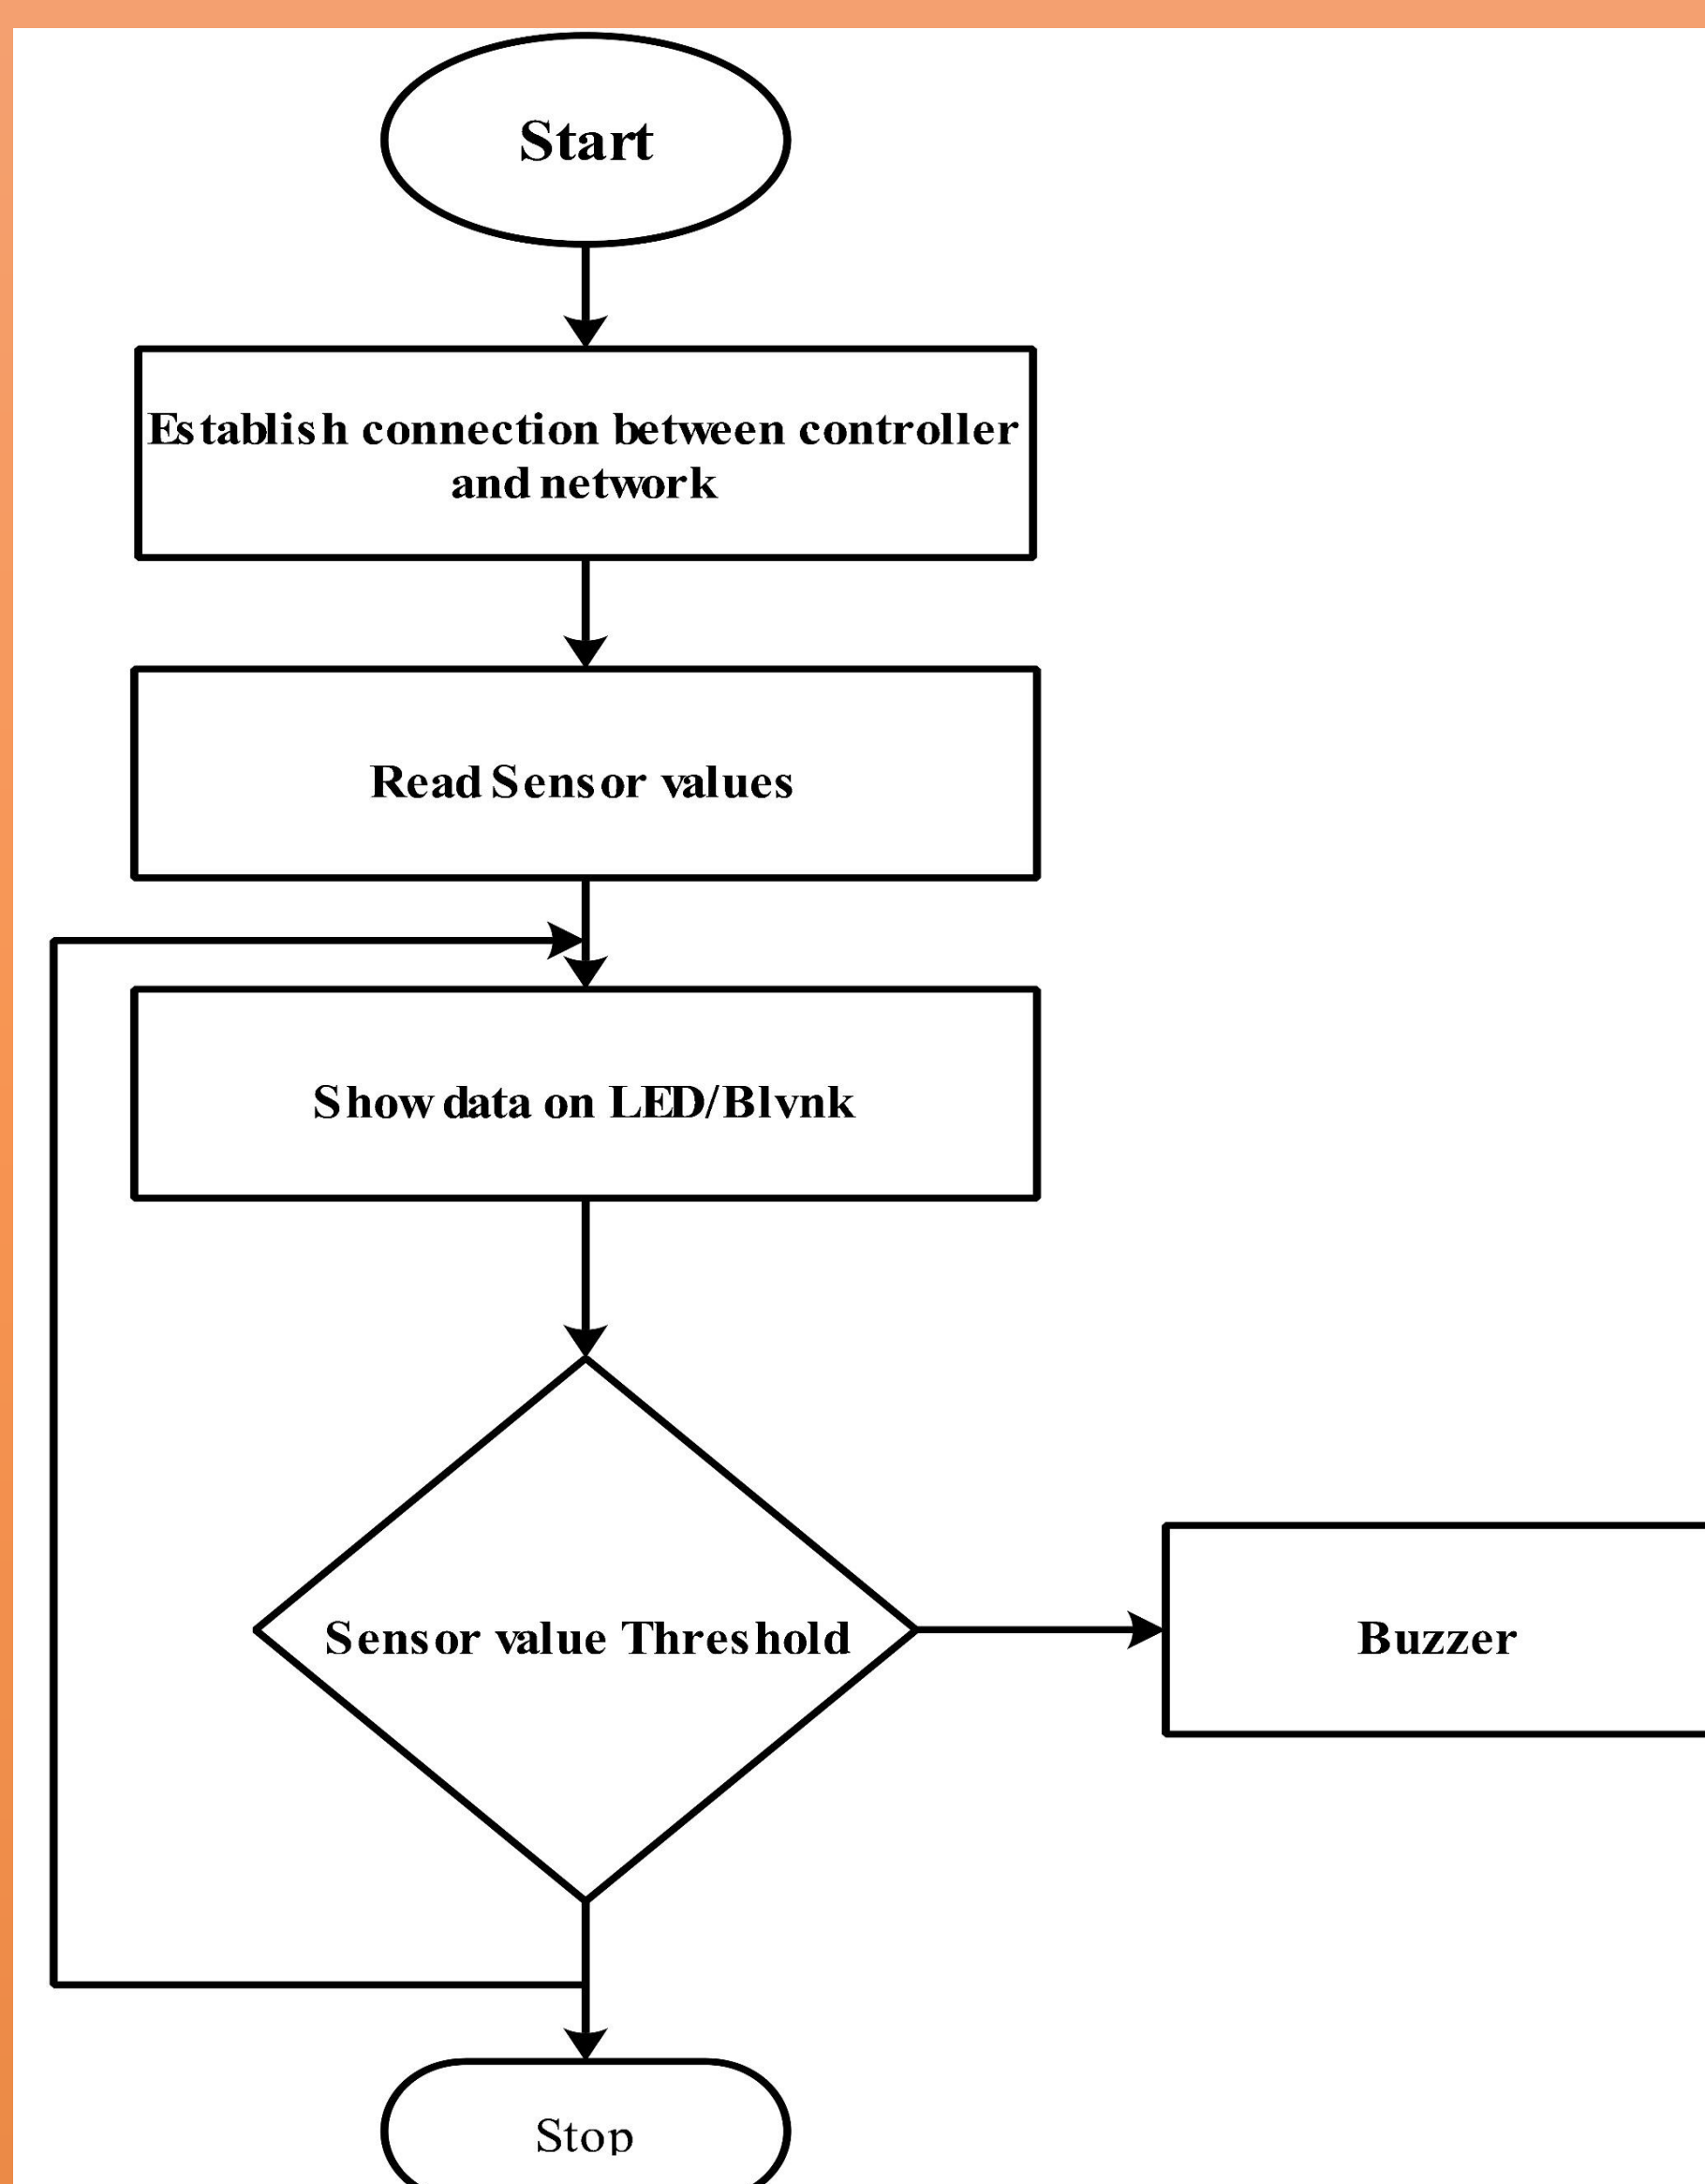 Start
Establish connection between controller
and network
Read Sensor values
Show data on LED/Blvnk
Sensor value Threshold
Buzzer
Stop